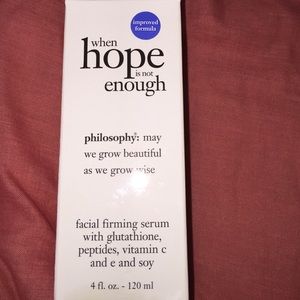 improved
formula
when
hope
is not
enough
philosophy: may
we grow beautiful
as we grow wise
facial firming serum
with glutathione,
peptides, vitamin c
and e and soy
4 fl. oz. - 120 ml